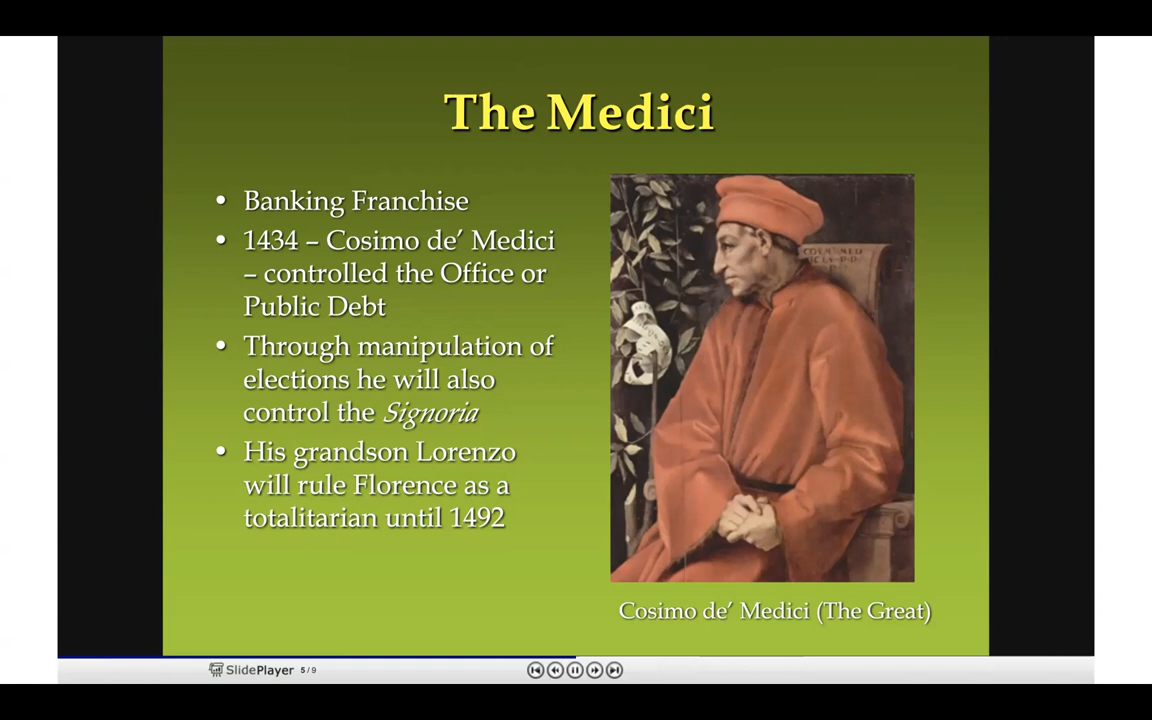 The Medici
• Banking Franchise
• 1434 – Cosimo de’ Medici
– controlled the Office or
Public Debt
• Through manipulation of
elections he will also
control the Signoria
• His grandson Lorenzo
will rule Florence as a
totalitarian until 1492
Cosimo de’ Medici (The Great)
SlidePlayer 5/9